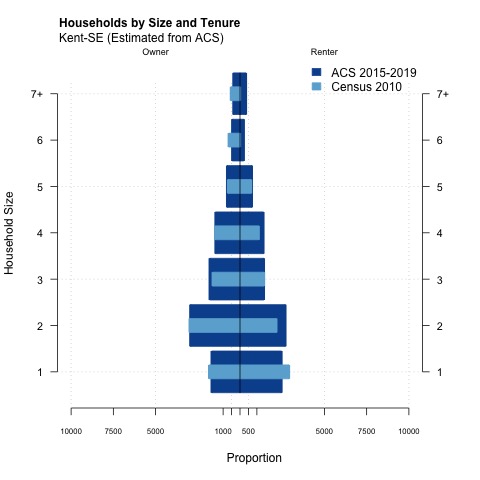 Households by Size and Tenure
Kent-SE (Estimated from ACS)
Owner
Renter
ACS 2015-2019
Census 2010
Household Size
7+ 7+
6 6
5 5
4 4
3 3
2 2
1 1
10000 7500 5000 1000 500 5000 7500 10000
Proportion